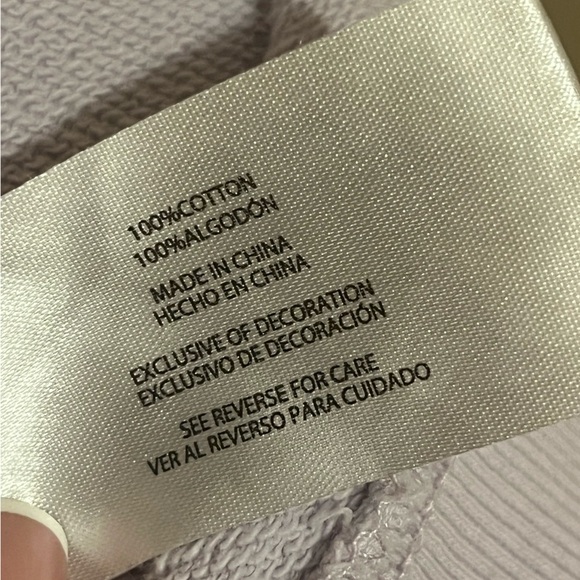 100%COTTON
100%ALGODÓN
MADE IN CHINA
HECHO EN CHINA
EXCLUSIVE OF DECORATION
EXCLUSIVO DE DECORACIÓN
SEE REVERSE FOR CARE
VER AL REVERSO PARA CUIDADO